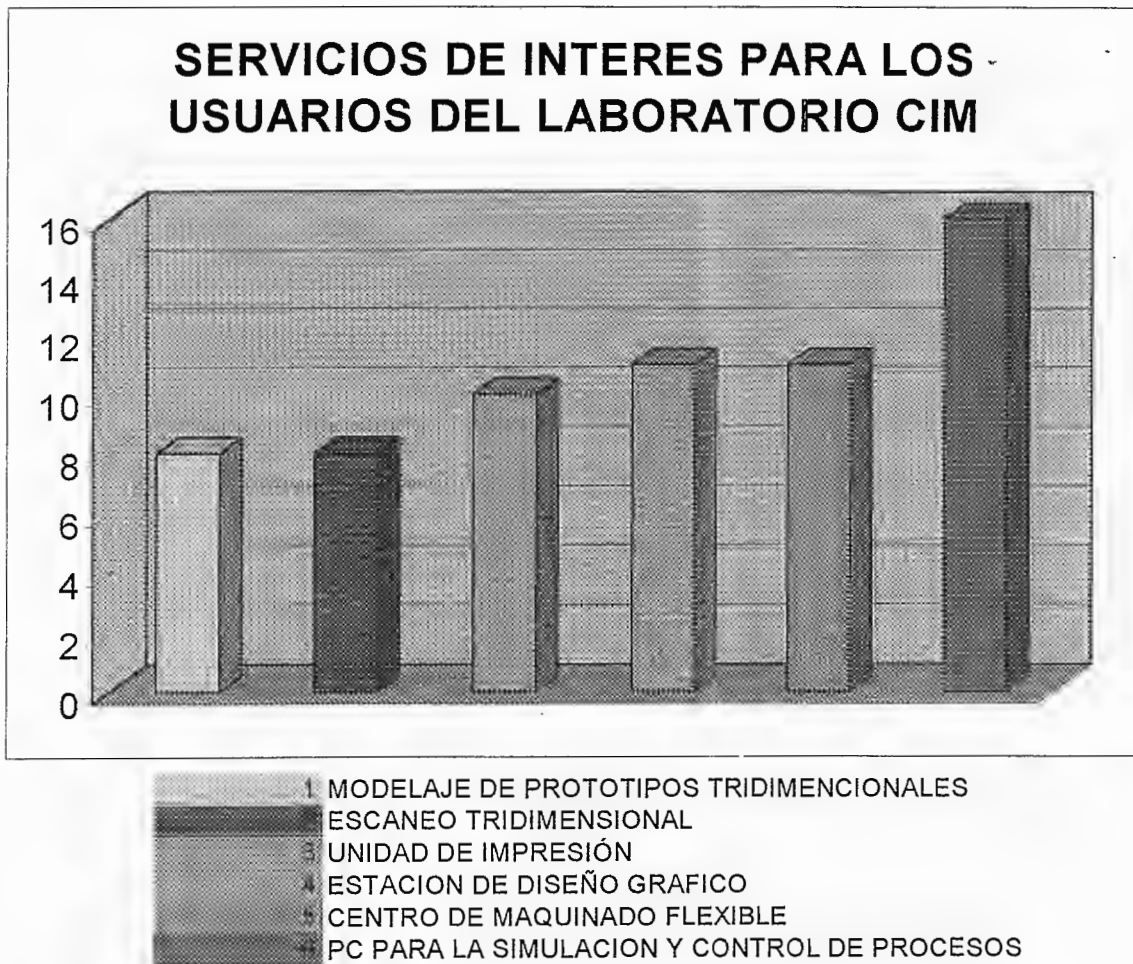 SERVICIOS DE INTERES PARA LOS
USUARIOS DEL LABORATORIO CIM
16
14
12
10
8
6
4
2
0
1 MODELAJE DE PROTOTIPOS TRIDIMENCIONALES
ESCANEO TRIDIMENSIONAL
3 UNIDAD DE IMPRESIÓN
4 ESTACION DE DISEÑO GRAFICO
5 CENTRO DE MAQUINADO FLEXIBLE
PC PARA LA SIMULACION Y CONTROL DE PROCESOS